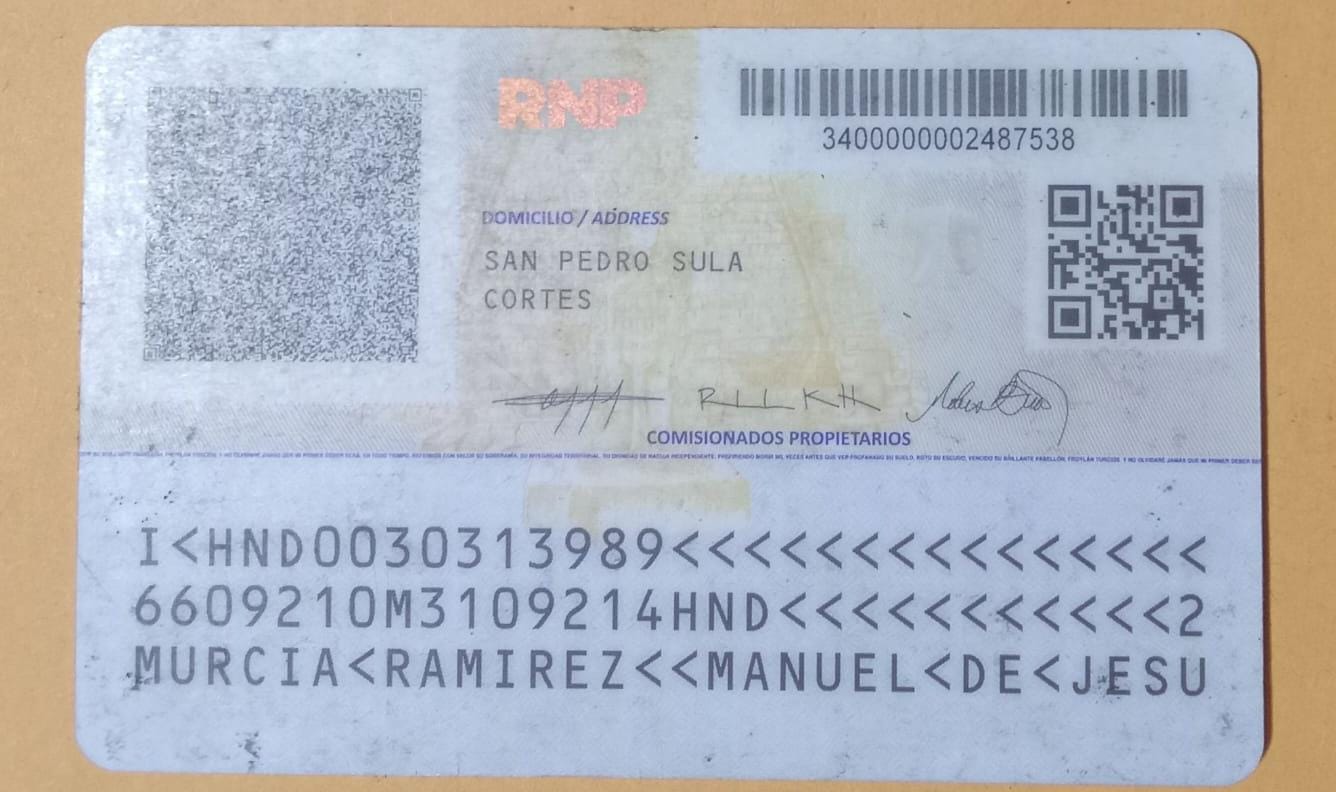 RNP
3400000002487538
DOMICILIO / ADDRESS
SAN PEDRO SULA
CORTES
COMISIONADOS PROPIETARIOS
I<HND0030313989<<<<<<<<<<<<<<<
6609210M3109214HND<<<<<<<<<<<2
MURCIA<RAMIREZ<<MANUEL<DE<JESU